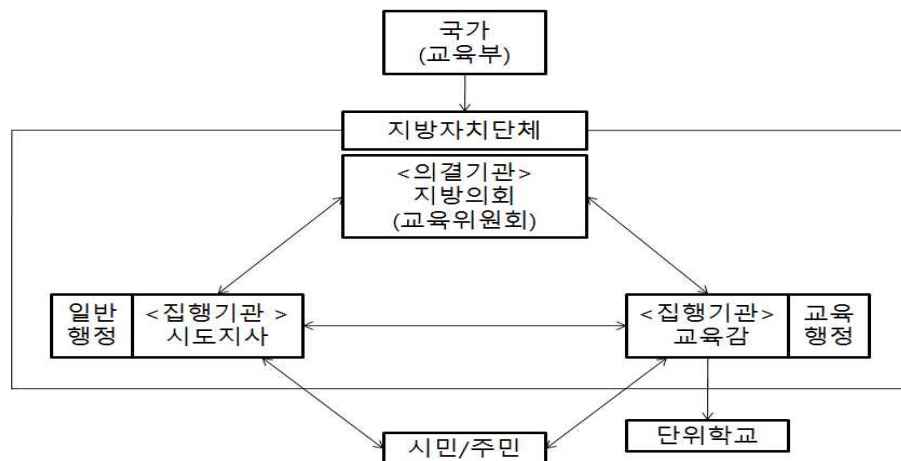 국가
(교육부)
지방자치단체
<의결기관>
지방의회
(교육위원회)
일반
행정
<집행기관 >
시도지사
<집행기관>
교육감
교육
행정
단위학교
시민/주민